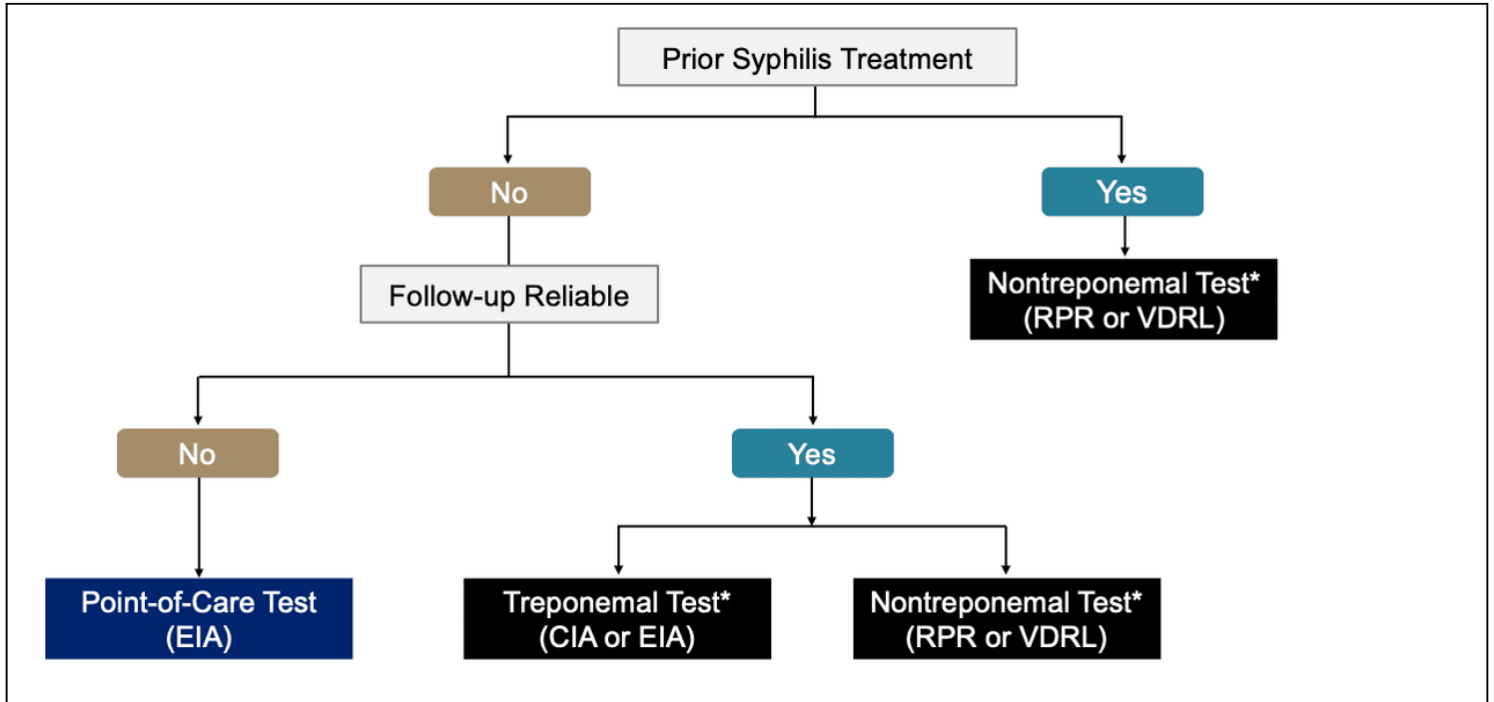 Prior Syphilis Treatment
No
Yes
Nontreponemal Test*
(RPR or VDRL)
Follow-up Reliable
No
Yes
Point-of-Care Test
(EIA)
Treponemal Test*
(CIA or EIA)
Nontreponemal Test*
(RPR or VDRL)